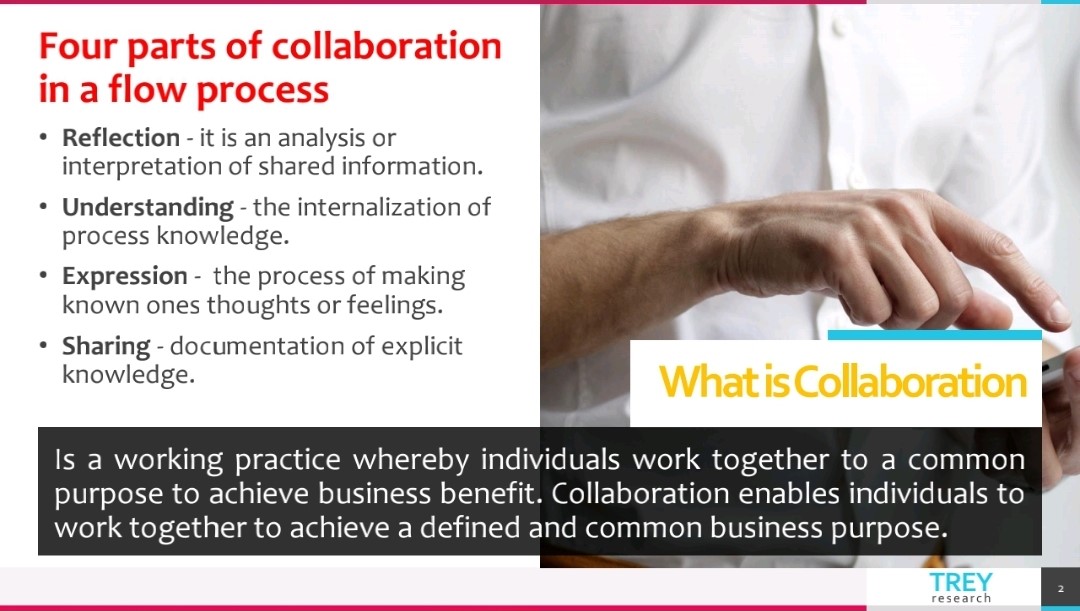 Four parts of collaboration
in a flow process
• Reflection - it is an analysis or
interpretation of shared information.
• Understanding - the internalization of
process knowledge.
• Expression - the process of making
known ones thoughts or feelings.
• Sharing - documentation of explicit
knowledge.
What is Collaboration
Is a working practice whereby individuals work together to a common
purpose to achieve business benefit. Collaboration enables individuals to
work together to achieve a defined and common business purpose.
TREY
research
2